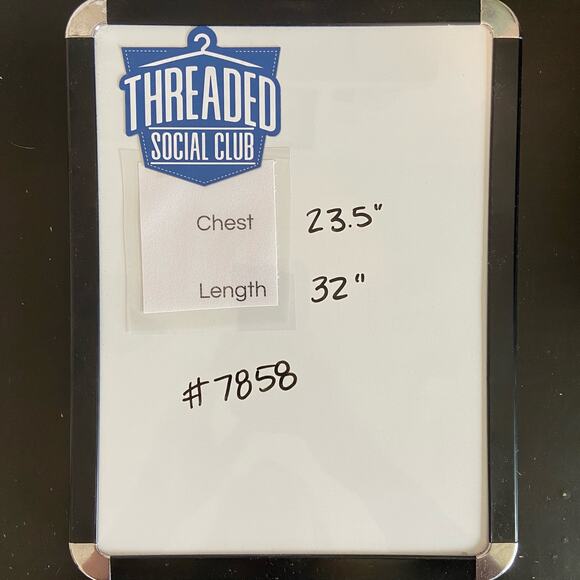 THREADED
SOCIAL CLUB
Chest 23.5"
Length 32"
#7858